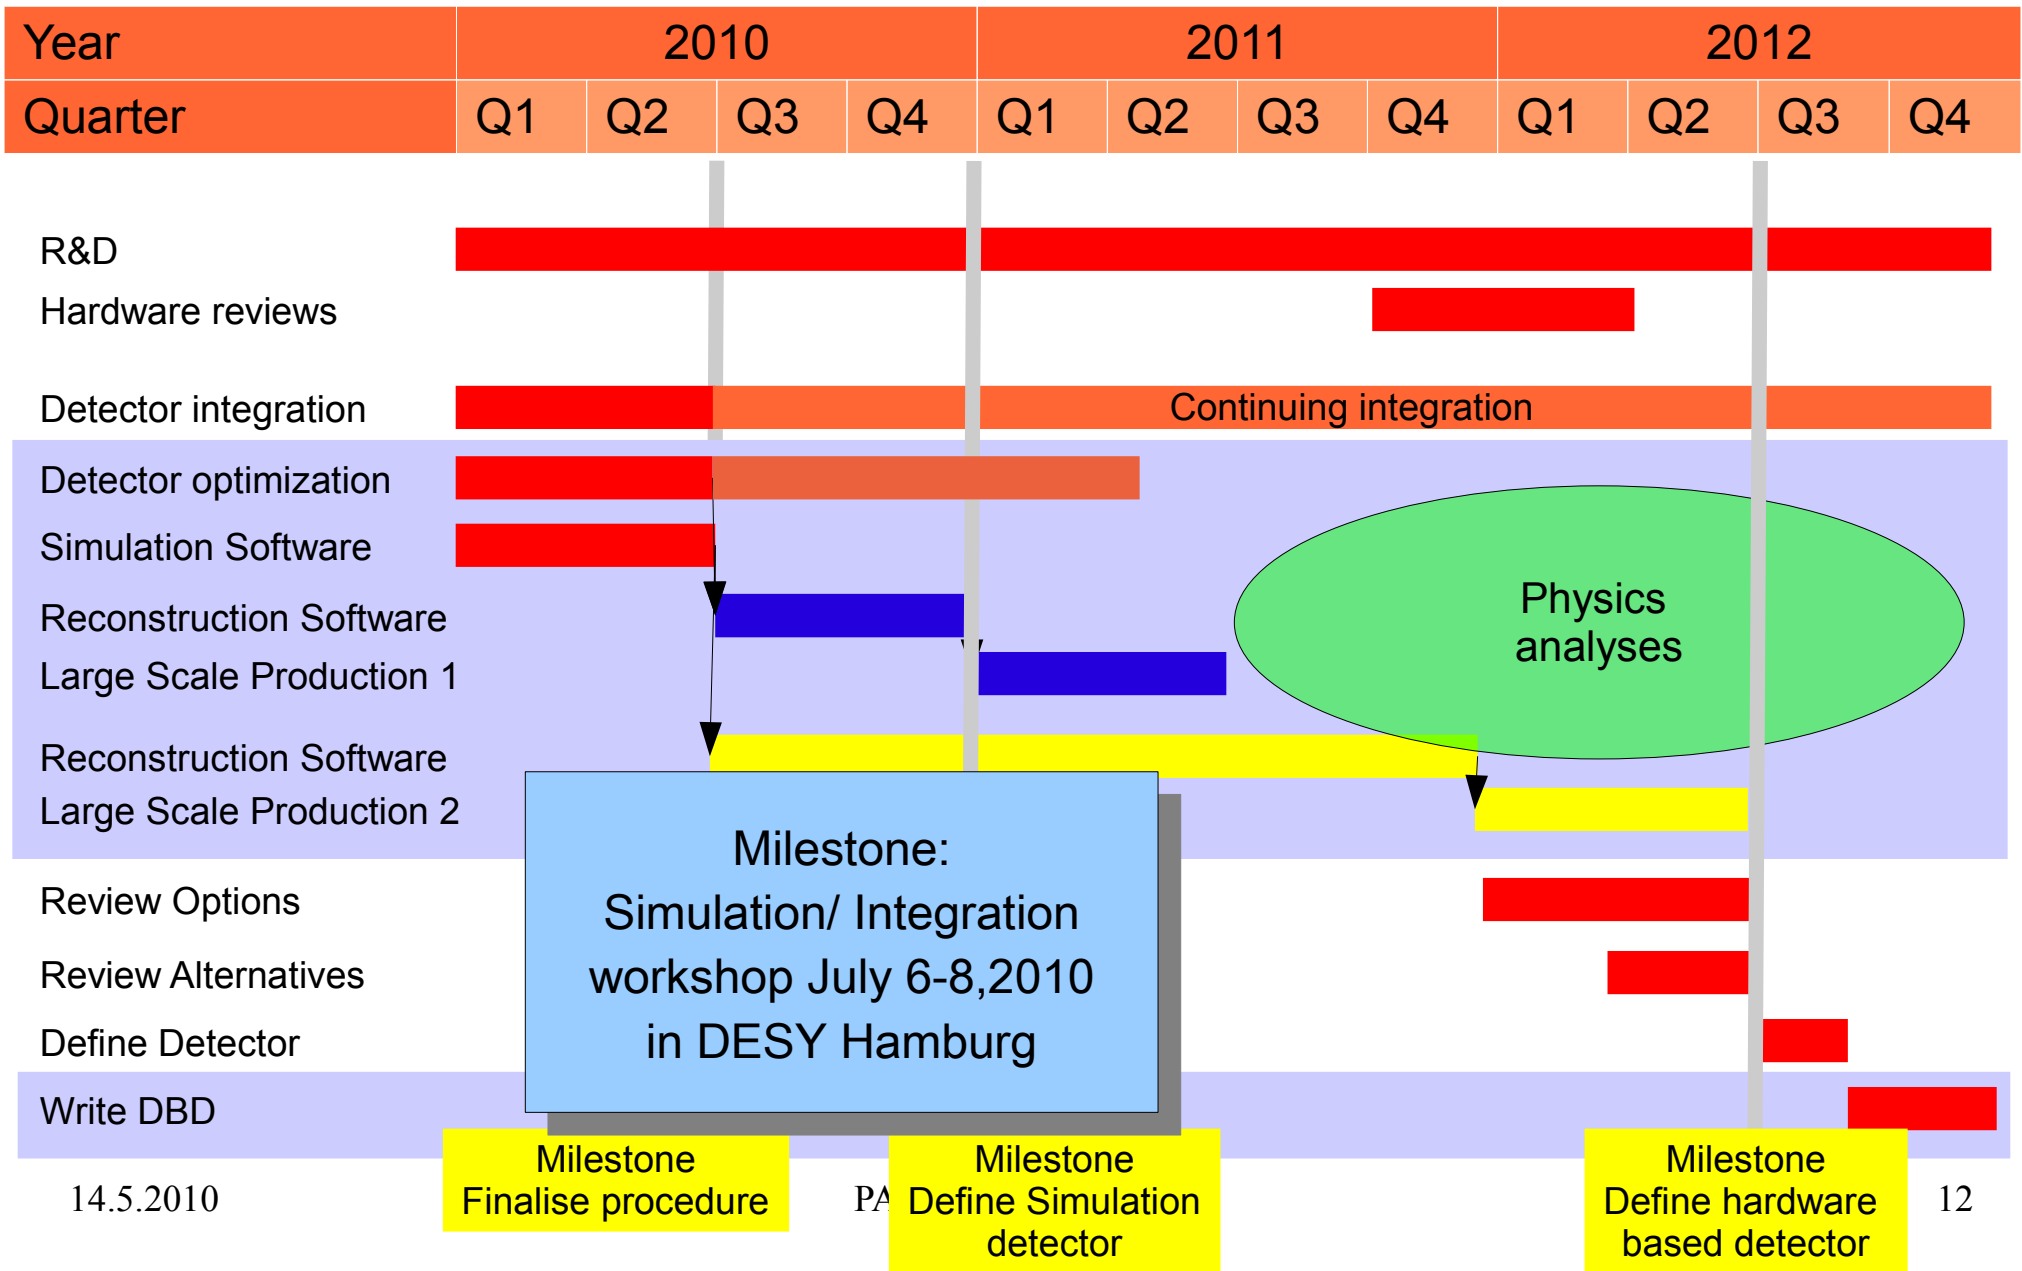 Year 2010 2011 2012
Quarter Q1 Q2 Q3 Q4 Q1 Q2 Q3 Q4 Q1 Q2 Q3 Q4
R&D
Hardware reviews
Detector integration Continuing integration
Detector optimization
Simulation Software
Reconstruction Software
Large Scale Production 1
Physics
analyses
Reconstruction Software
Large Scale Production 2
Milestone:
Simulation/ Integration
workshop July 6-8,2010
in DESY Hamburg
Review Options
Review Alternatives
Define Detector
Write DBD
Milestone
Finalise procedure
Milestone
Define Simulation
detector
Milestone
Define hardware
based detector
14.5.2010
12